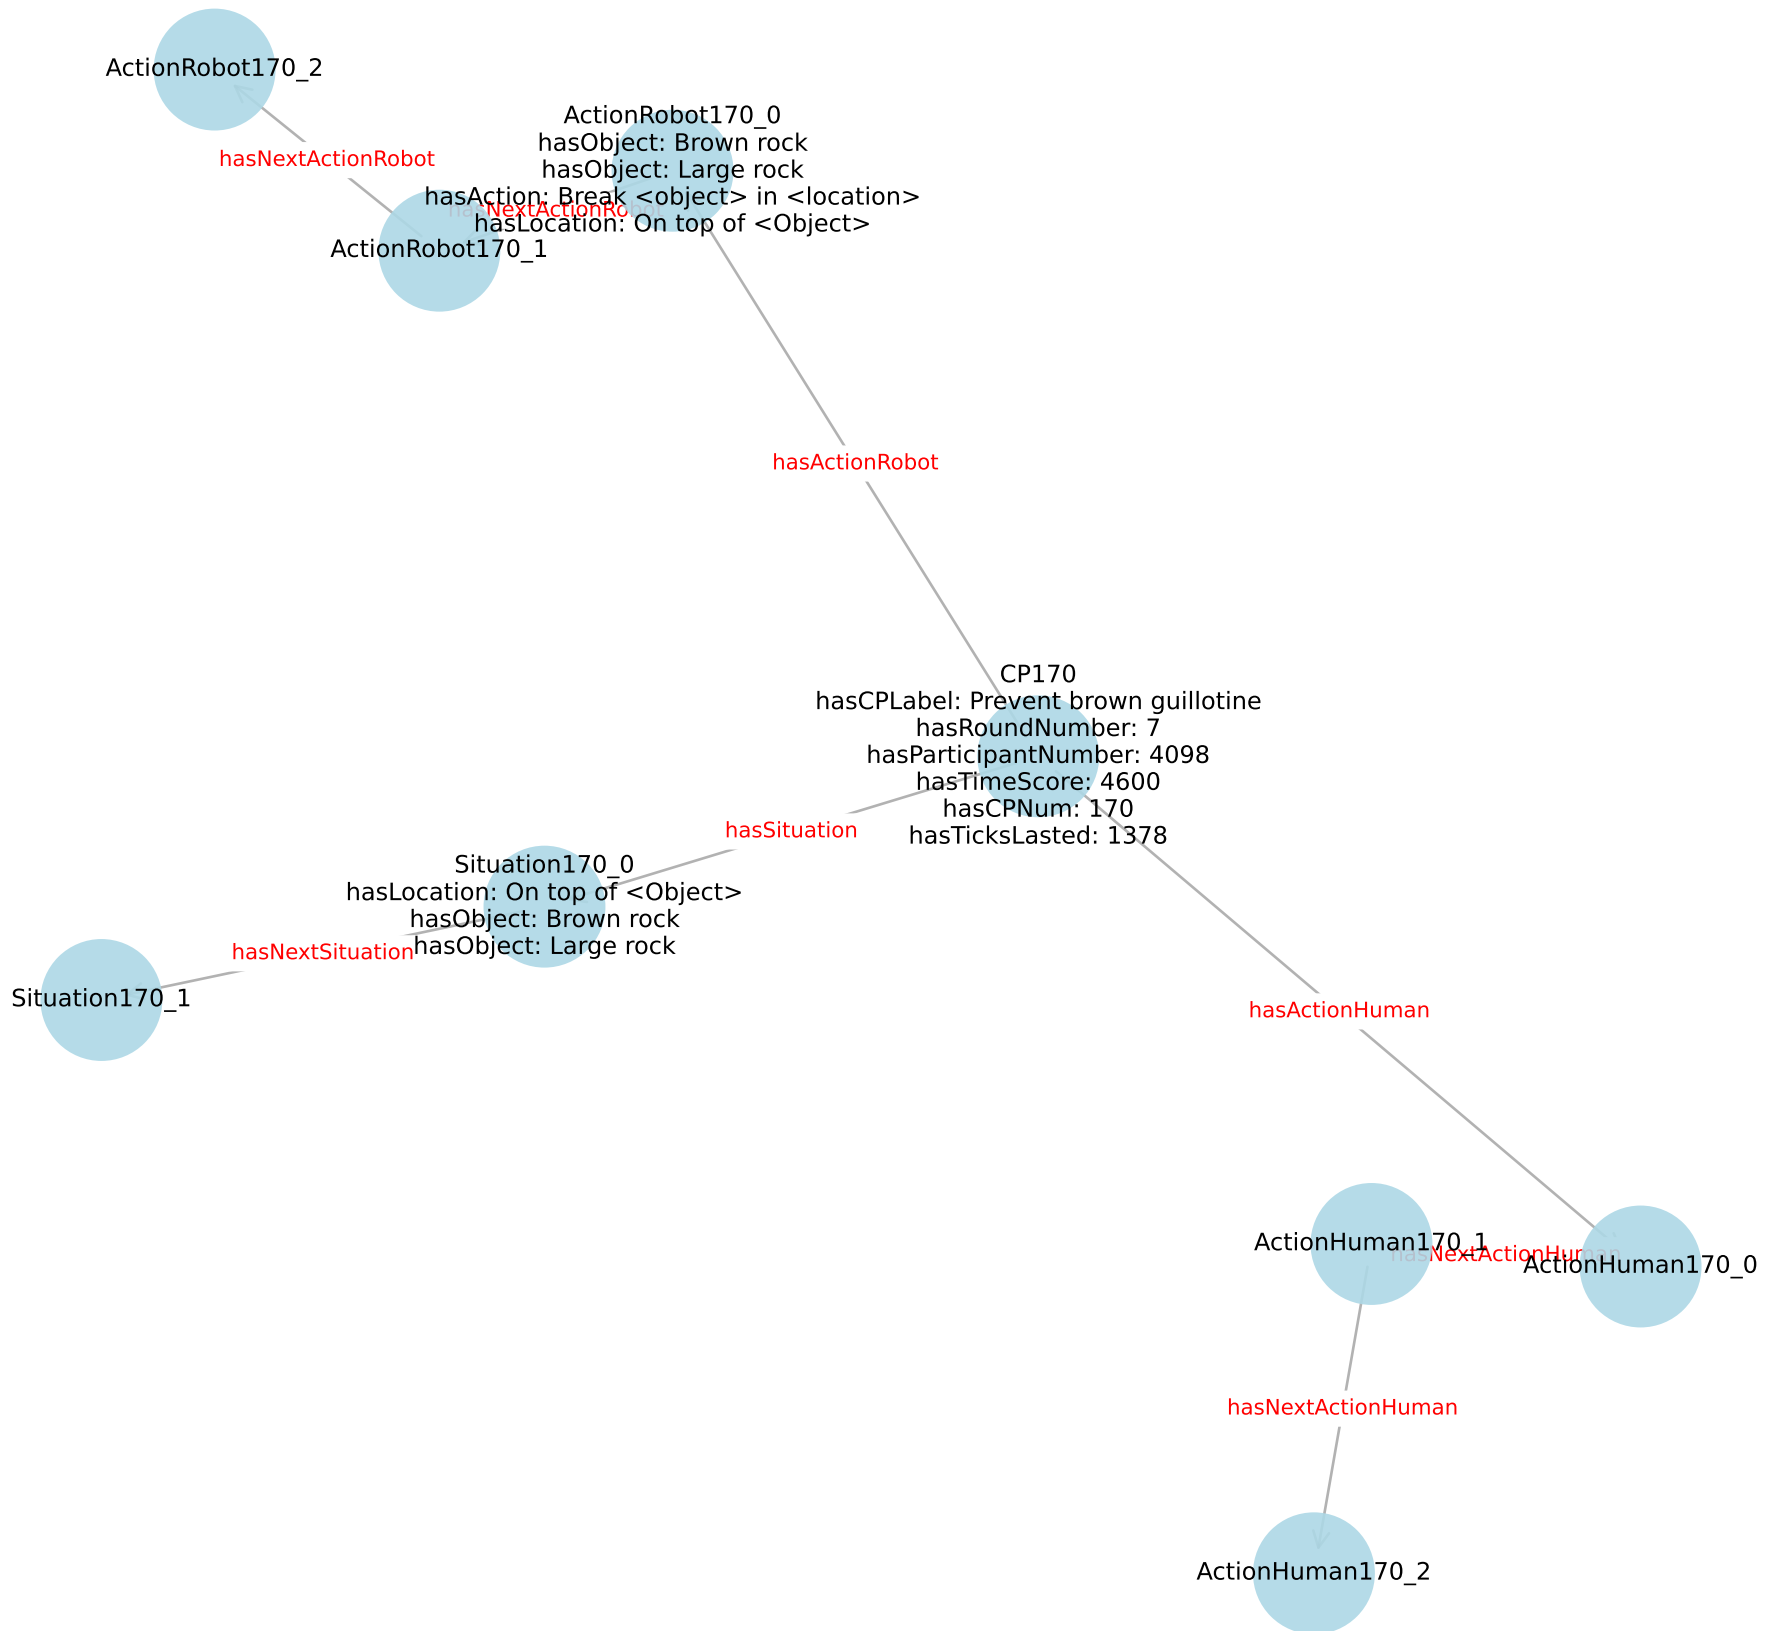 ActionRobot170_2
ActionRobot170_0
hasObject: Brown rock
hasObject: Large rock
hasAction: Break <object> in <location>
hasLocation: On top of <Object>
hasNextActionRobot
hasNextActionRobot
ActionRobot170_1
hasActionRobot
CP170
hasCPLabel: Prevent brown guillotine
hasRoundNumber: 7
hasParticipantNumber: 4098
hasTimeScore: 4600
hasCPNum: 170
hasTicksLasted: 1378
hasSituation
Situation170_0
hasLocation: On top of <Object>
hasObject: Brown rock
hasObject: Large rock
hasNextSituation
Situation170_1
hasActionHuman
ActionHuman170_1
hasNextActionHuman
ActionHuman170_0
hasNextActionHuman
ActionHuman170_2